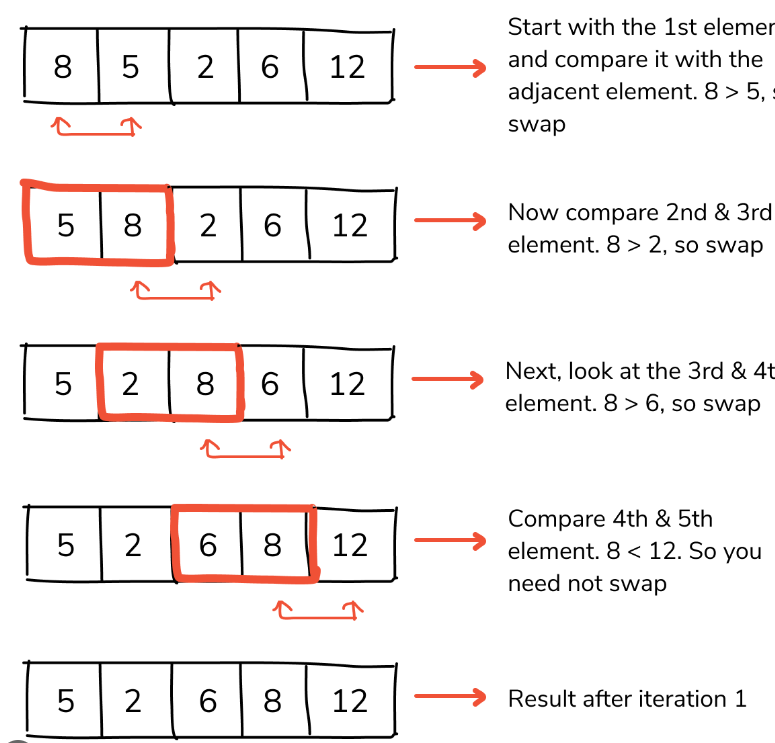 8 5 2 6 12
Start with the 1st
and compare it with the
adjacent element. 8 > 5,
swap
5 8 2 6 12
Now compare 2nd & 3rd
element. 8 > 2, so swap
5 2 8 6 12
Next, look at the 3rd &
element. 8 > 6, so swap
5 2 6 8 12
Compare 4th & 5th
element. 8 < 12. So you
need not swap
5 2 6 8 12
Result after iteration 1